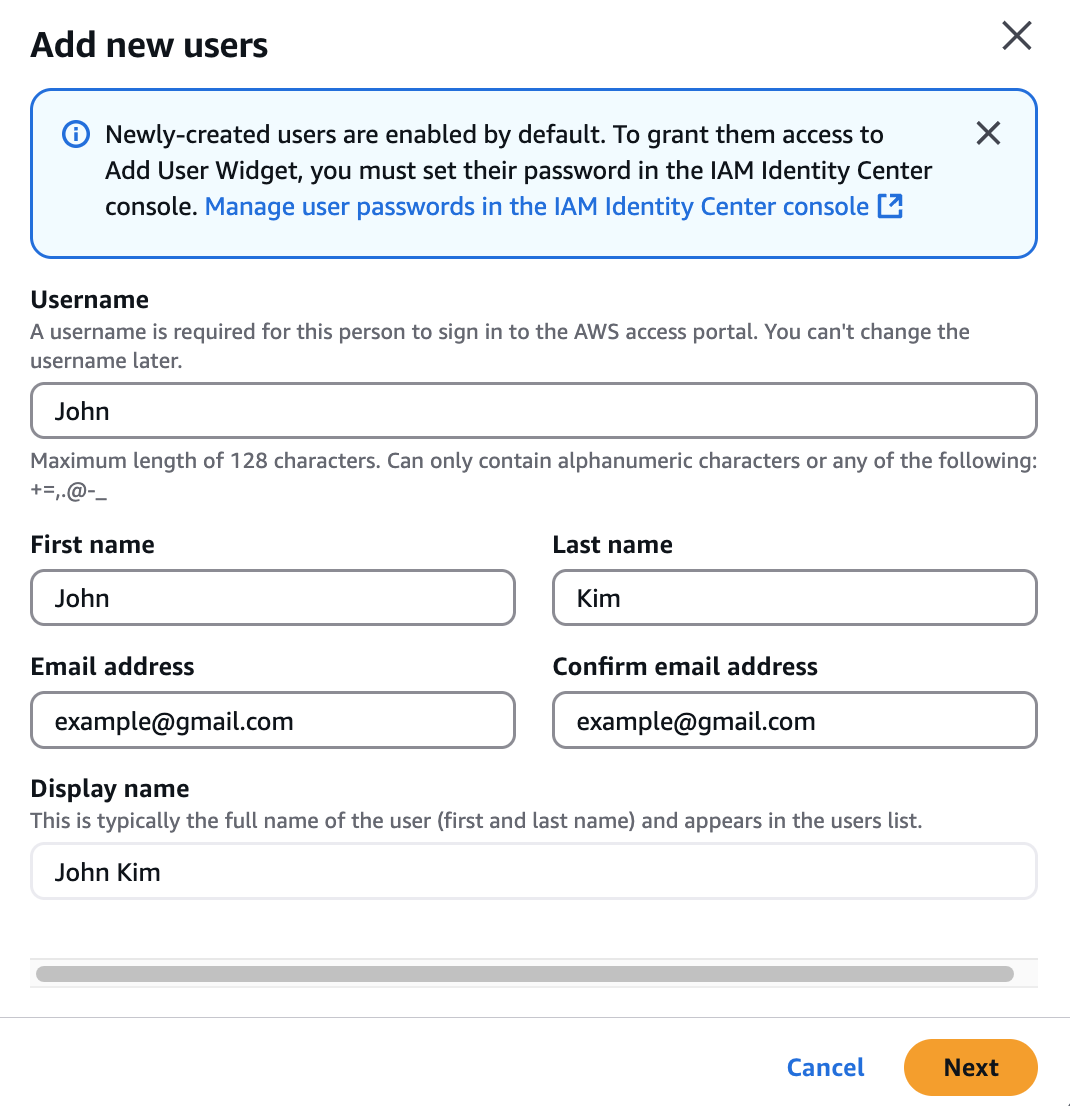 Add new users
Newly-created users are enabled by default. To grant them access to
Add User Widget, you must set their password in the IAM Identity Center
console. Manage user passwords in the IAM Identity Center console
Username
A username is required for this person to sign in to the AWS access portal. You can't change the
username later.
John
Maximum length of 128 characters. Can only contain alphanumeric characters or any of the following:
+=,.@-_
First name
Last name
John
Kim
Email address
Confirm email address
example@gmail.com
example@gmail.com
Display name
This is typically the full name of the user (first and last name) and appears in the users list.
John Kim
Cancel
Next